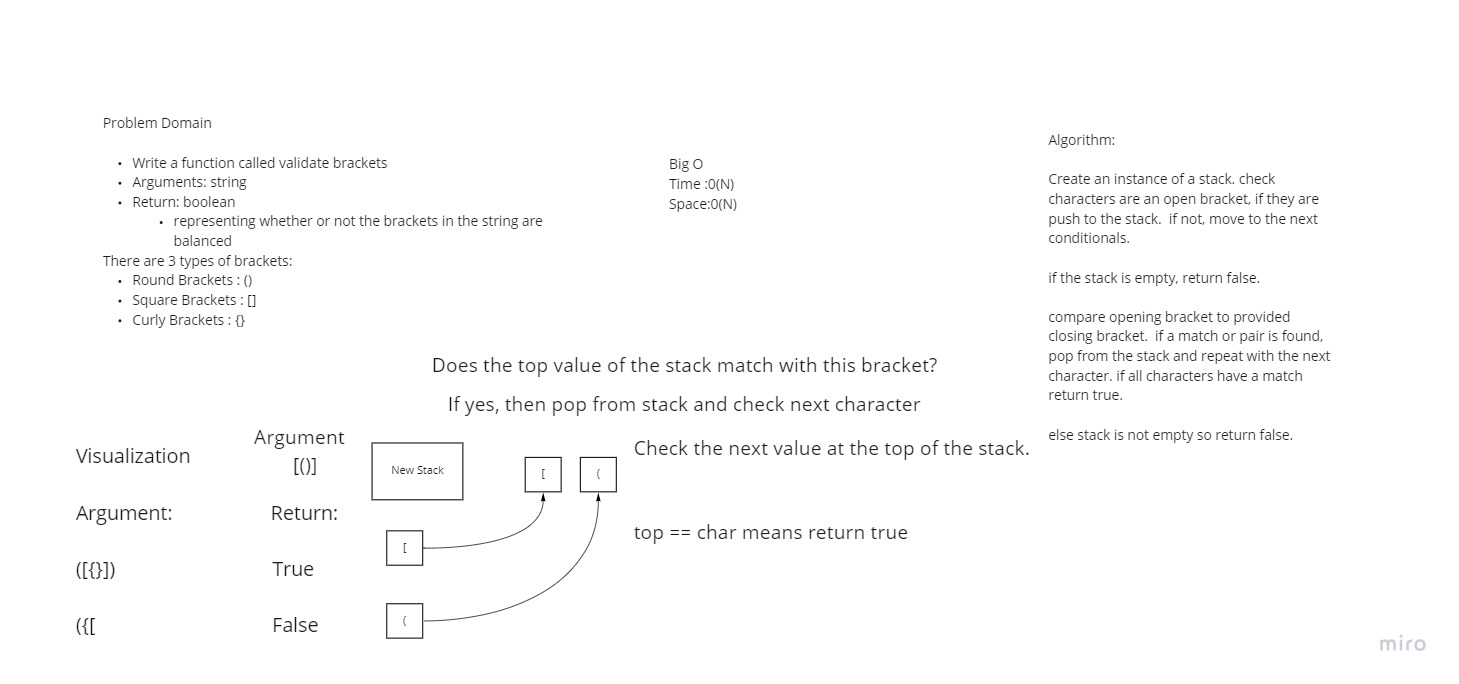 Problem Domain
• Write a function called validate brackets
• Arguments: string
• Return: boolean
• representing whether or not the brackets in the string are
balanced
There are 3 types of brackets:
• Round Brackets : ()
• Square Brackets : []
• Curly Brackets : {}
Big O
Time :0(N)
Space:0(N)
Algorithm:
Create an instance of a stack. check
characters are an open bracket, if they are
push to the stack.  if not, move to the next
conditionals.
if the stack is empty, return false.
compare opening bracket to provided
closing bracket.  if a match or pair is found,
pop from the stack and repeat with the next
character. if all characters have a match
return true.
else stack is not empty so return false.
Does the top value of the stack match with this bracket?
If yes, then pop from stack and check next character
Visualization
Argument
[()]
New Stack
[
(
Check the next value at the top of the stack.
Argument:
Return:
[
top == char means return true
([{}])
True
({[
False
(
miro